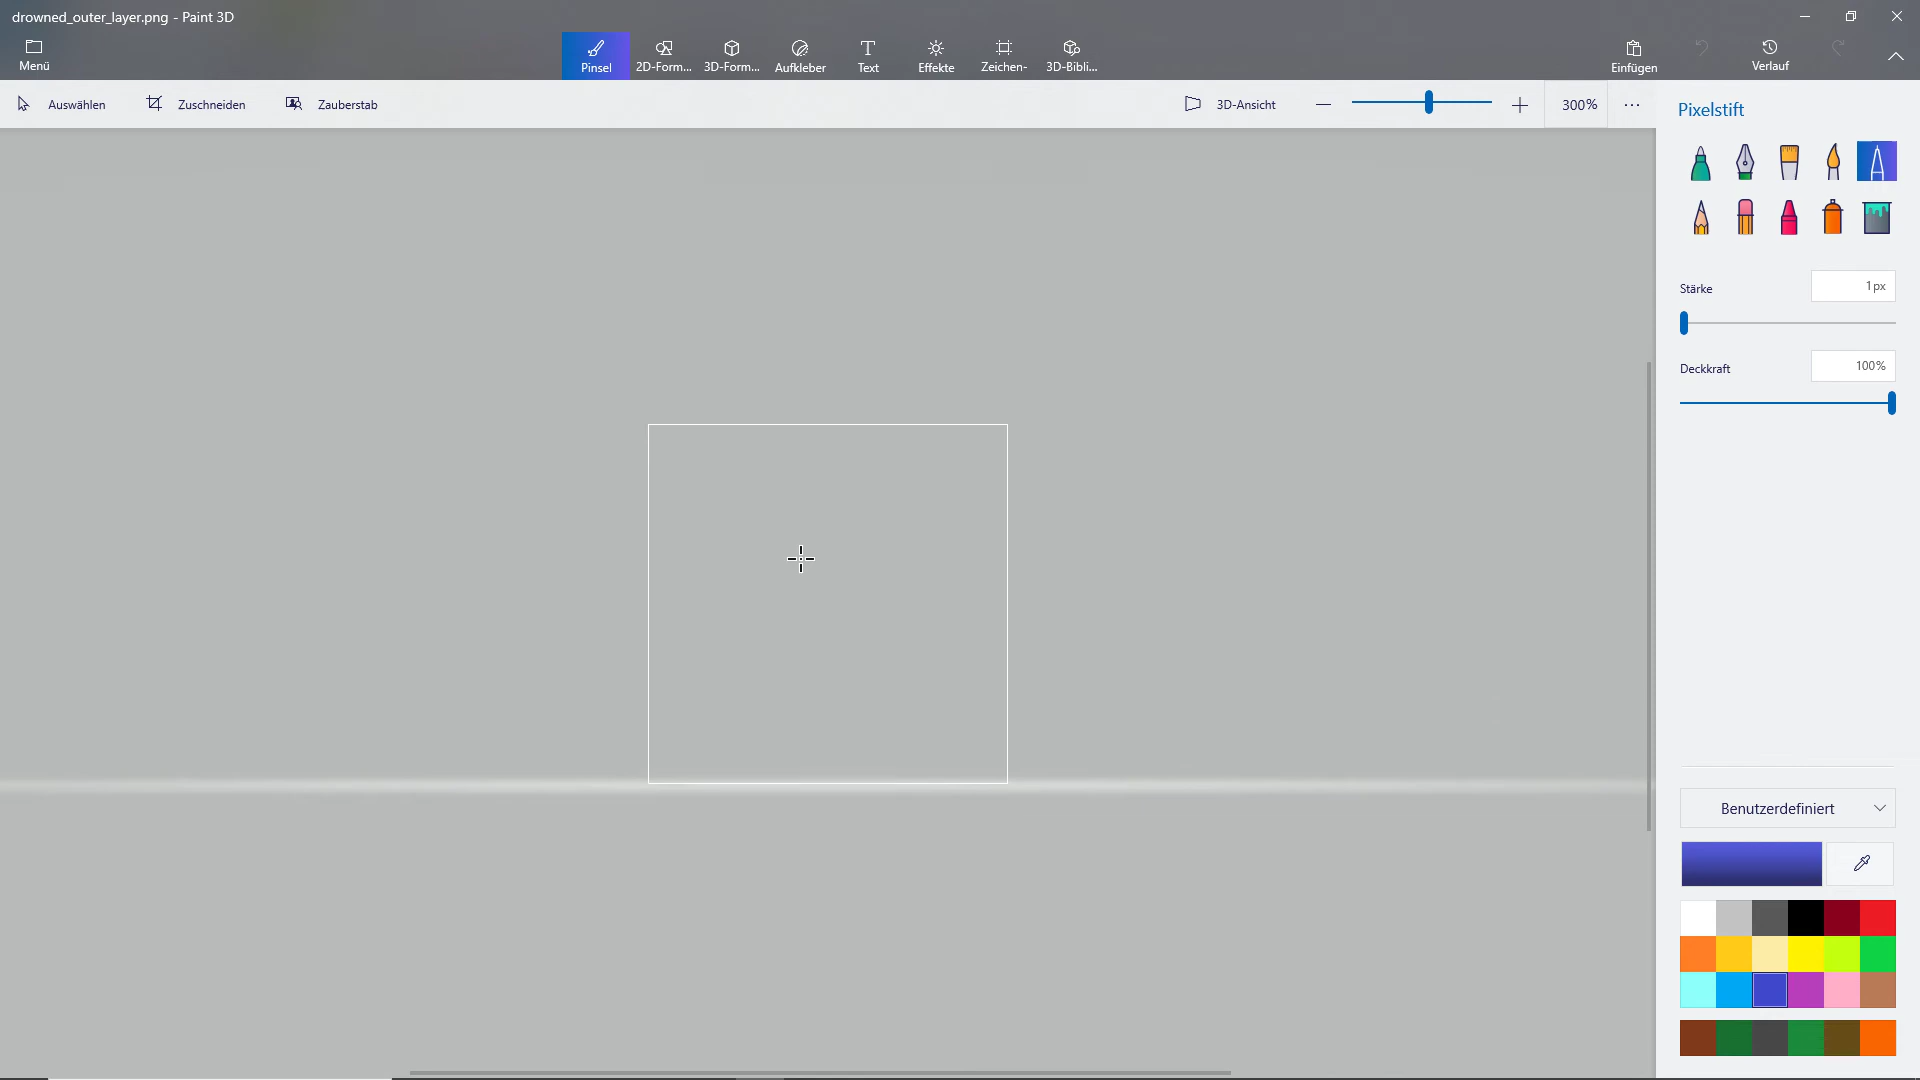 drowned_outer_layer.png - Paint 3D
Menü
Pinsel
2D-Form...
3D-Form...
Aufkleber
Text
Effekte
Zeichen-
3D-Bibli...
Einfügen
Verlauf
Auswählen
Zuschneiden
Zauberstab
3D-Ansicht
300%
Pixelstift
Stärke
1px
Deckkraft
100%
Benutzerdefiniert